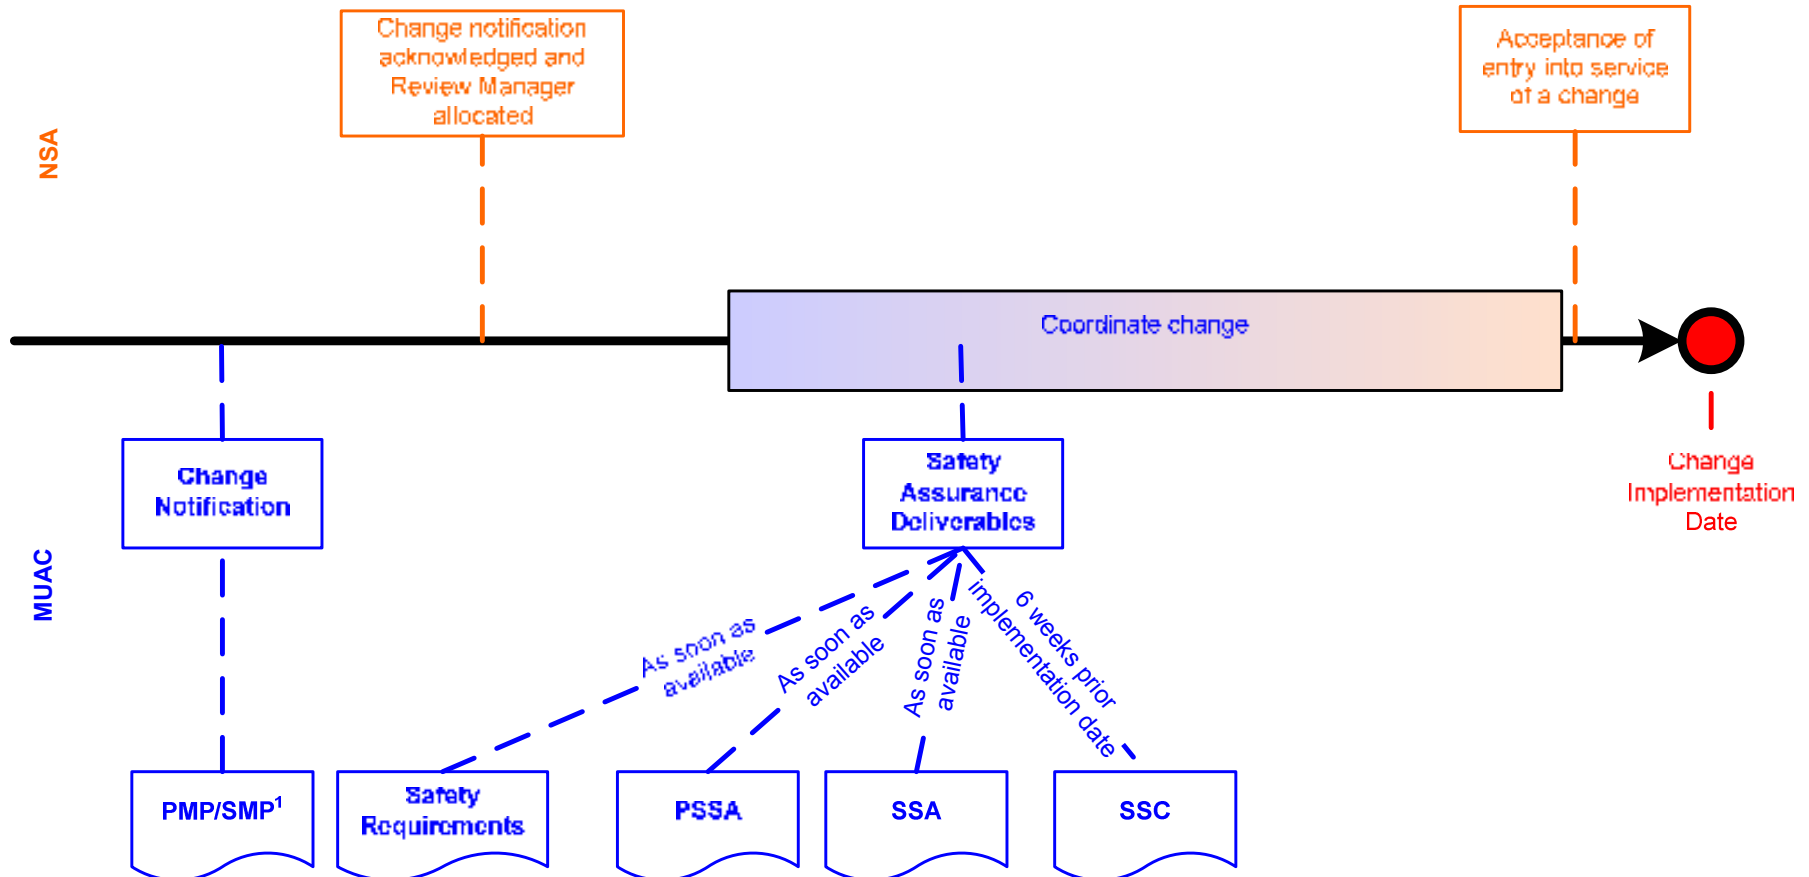 Change notification
acknowledged and
Review Manager
allocated
Acceptance of
entry into service
of a change
NSA
Coordinate change
Change
Notification
Safety
Assurance
Deliverables
Change
Implementation
Date
MUAC
As soon as
available
As soon as
available
As soon as
available
6 weeks prior
implementation date
PMP/SMP¹
Safety
Requirements
PSSA
SSA
SSC